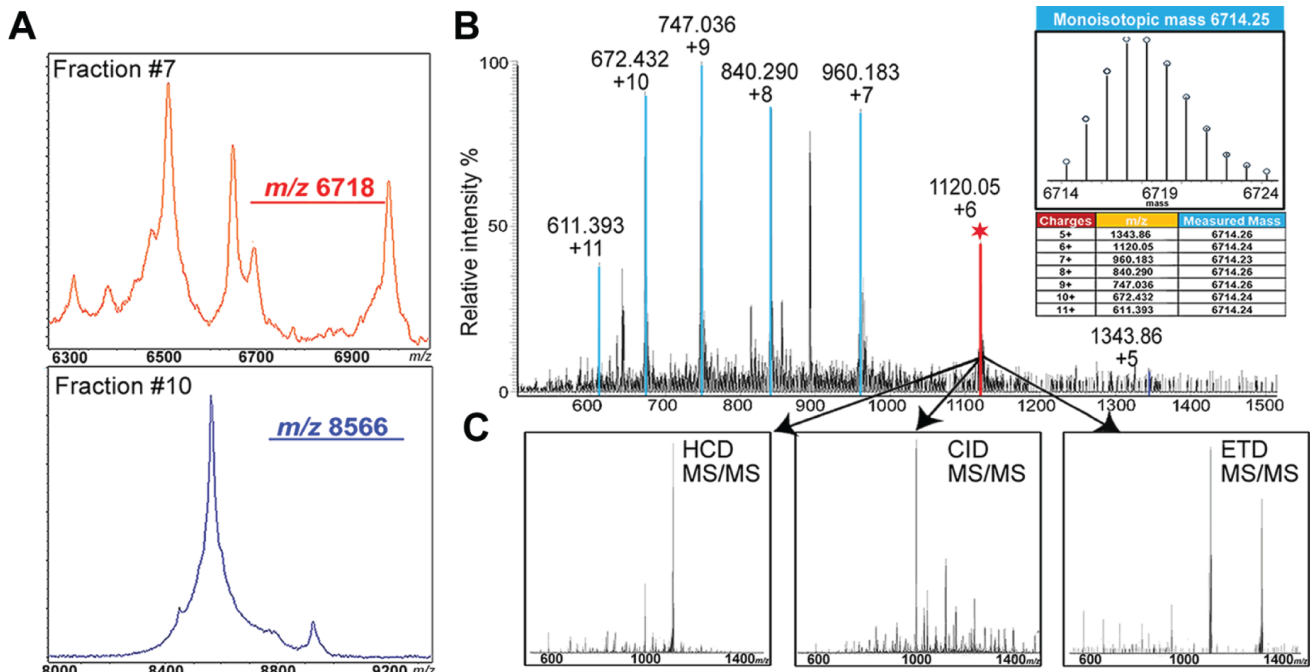 A
Fraction #7
m/z 6718
6300 6500 6700 6900 m/z
Fraction #10
m/z 8566
8000 8400 8800 9200 m/z
B
Relative intensity %
100
50
0
611.393
+11
672.432
+10
747.036
+9
840.290
+8
960.183
+7
1120.05
+6
1343.86
+5
600 700 800 900 1000 1100 1200 1300 1400 1500
Monoisotopic mass 6714.25
6714 6719 6724
mass
Charges m/z Measured Mass
5+ 1343.86 6714.26
6+ 1120.05 6714.24
7+ 960.183 6714.23
8+ 840.290 6714.26
9+ 747.036 6714.26
10+ 672.432 6714.24
11+ 611.393 6714.24
C
HCD
MS/MS
600 1000 1400 m/z
CID
MS/MS
600 1000 1400 m/z
ETD
MS/MS
600 1000 1400 m/z